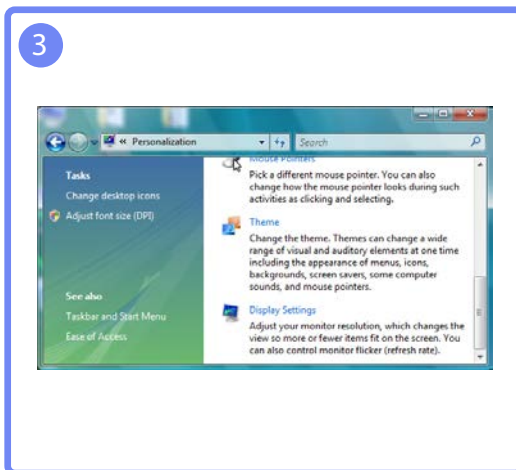 3
« Personalization
Search
Tasks
Change desktop icons
Adjust font size (DPI)
See also
Taskbar and Start Menu
Ease of Access
Mouse Pointers
Pick a different mouse pointer. You can also
change how the mouse pointer looks during such
activities as clicking and selecting.
Theme
Change the theme. Themes can change a wide
range of visual and auditory elements at one time
including the appearance of menus, icons,
backgrounds, screen savers, some computer
sounds, and mouse pointers.
Display Settings
Adjust your monitor resolution, which changes the
view so more or fewer items fit on the screen. You
can also control monitor flicker (refresh rate).